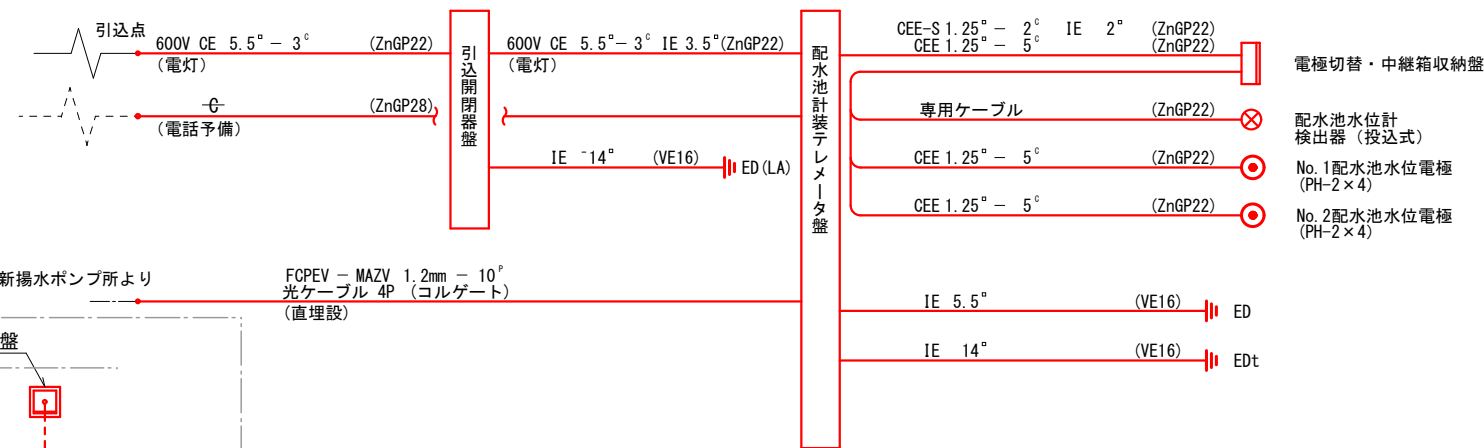 引込点
600V CE 5.5□ − 3C (ZnGP22)
(電灯)
C (ZnGP28)
(電話予備)
引込開閉器盤
600V CE 5.5□− 3C IE 3.5□(ZnGP22)
(電灯)
IE -14□ (VE16)
ED(LA)
配水池計装テレメータ盤
CEE-S 1.25□ − 2C IE 2□ (ZnGP22)
CEE 1.25□ − 5C (ZnGP22)
電極切替・中継箱収納盤
専用ケーブル (ZnGP22)
配水池水位計
検出器（投込式）
CEE 1.25□ − 5C (ZnGP22)
No.1配水池水位電極
(PH-2×4)
CEE 1.25□ − 5C (ZnGP22)
No.2配水池水位電極
(PH-2×4)
新揚水ポンプ所より
FCPEV − MAZV 1.2mm − 10P
光ケーブル 4P (コルゲート)
(直埋設)
IE 5.5□ (VE16)
ED
IE 14□ (VE16)
EDt
盤